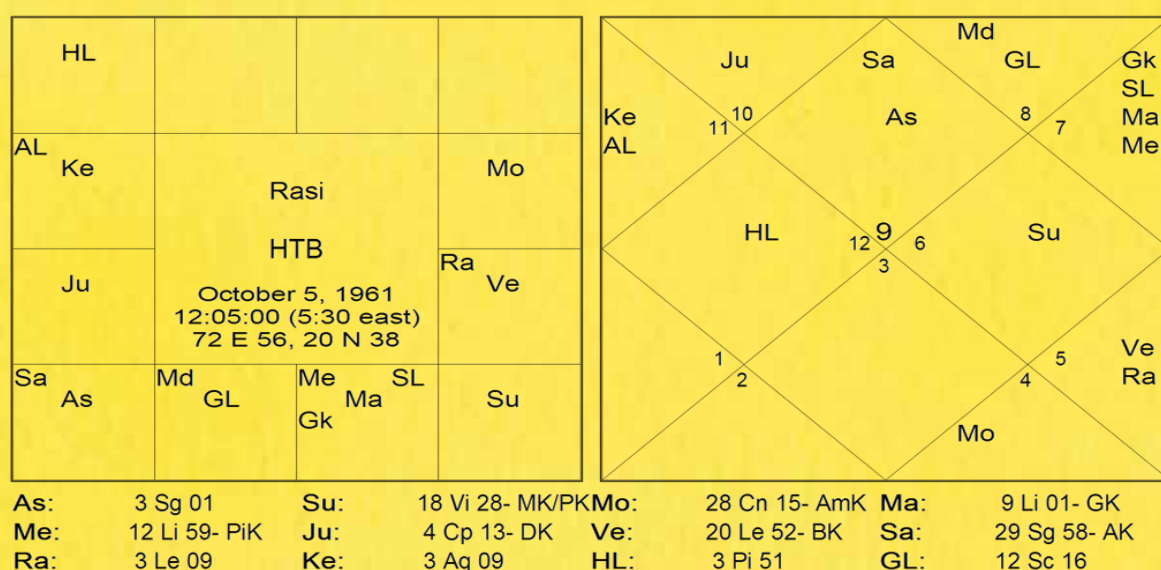 HL
AL
Ke
Mo
Rasi
HTB
October 5, 1961
12:05:00 (5:30 east)
72 E 56, 20 N 38
Ju
Ra
Ve
Sa
As
Md
GL
Me SL
Ma
Gk
Su
Md
Ju Sa GL Gk
SL
Ke As Ma
AL Me
10 8
11 7
HL 9 Su
12 6
3
1 5 Ve
2 4 Ra
Mo
As: 3 Sg 01 Su: 18 Vi 28- MK/PK Mo: 28 Cn 15- AmK Ma: 9 Li 01- GK
Me: 12 Li 59- PiK Ju: 4 Cp 13- DK Ve: 20 Le 52- BK Sa: 29 Sg 58- AK
Ra: 3 Le 09 Ke: 3 Aq 09 HL: 3 Pi 51 GL: 12 Sc 16